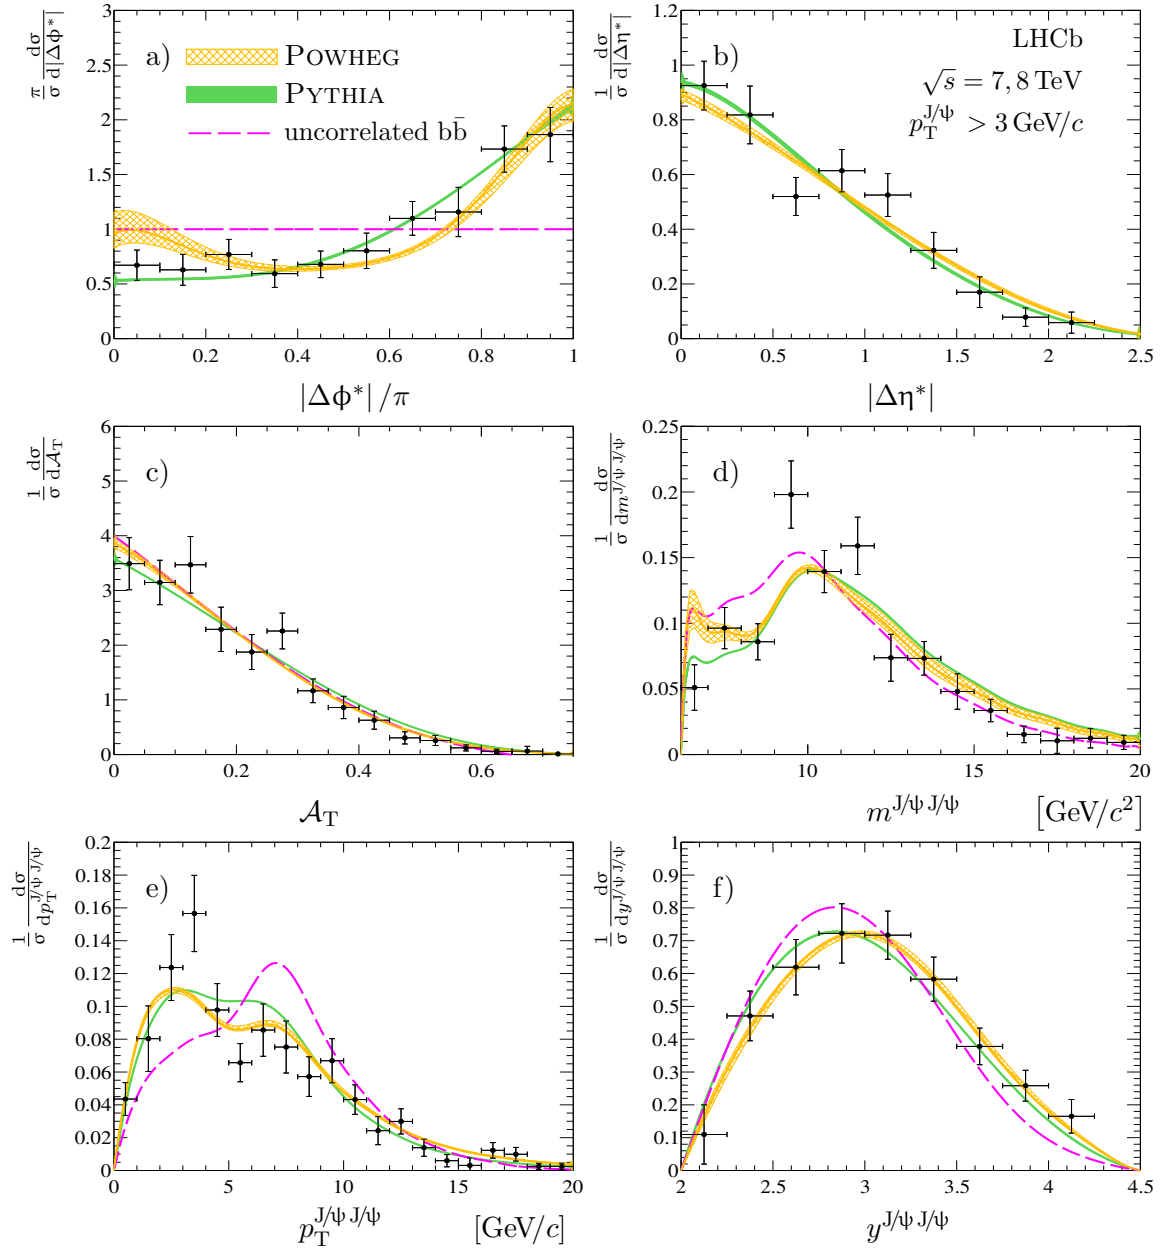 π/σ dσ/d|Δϕ*|
a)
POWHEG
PYTHIA
uncorrelated bb̄
3
2.5
2
1.5
1
0.5
0
0 0.2 0.4 0.6 0.8 1
|Δϕ*|/π
1/σ dσ/d|Δη*|
b)
LHCb
√s = 7, 8 TeV
p_T^{J/ψ} > 3 GeV/c
1.2
1
0.8
0.6
0.4
0.2
0
0 0.5 1 1.5 2 2.5
|Δη*|
1/σ dσ/d𝒜_T
c)
6
5
4
3
2
1
0
0 0.2 0.4 0.6
𝒜_T
1/σ dσ/dm^{J/ψ J/ψ}
d)
0.25
0.2
0.15
0.1
0.05
0
10 15 20
m^{J/ψ J/ψ} [GeV/c²]
1/σ dσ/dp_T^{J/ψ J/ψ}
e)
0.2
0.18
0.16
0.14
0.12
0.1
0.08
0.06
0.04
0.02
0
0 5 10 15 20
p_T^{J/ψ J/ψ} [GeV/c]
1/σ dσ/dy^{J/ψ J/ψ}
f)
1
0.9
0.8
0.7
0.6
0.5
0.4
0.3
0.2
0.1
0
2 2.5 3 3.5 4 4.5
y^{J/ψ J/ψ}